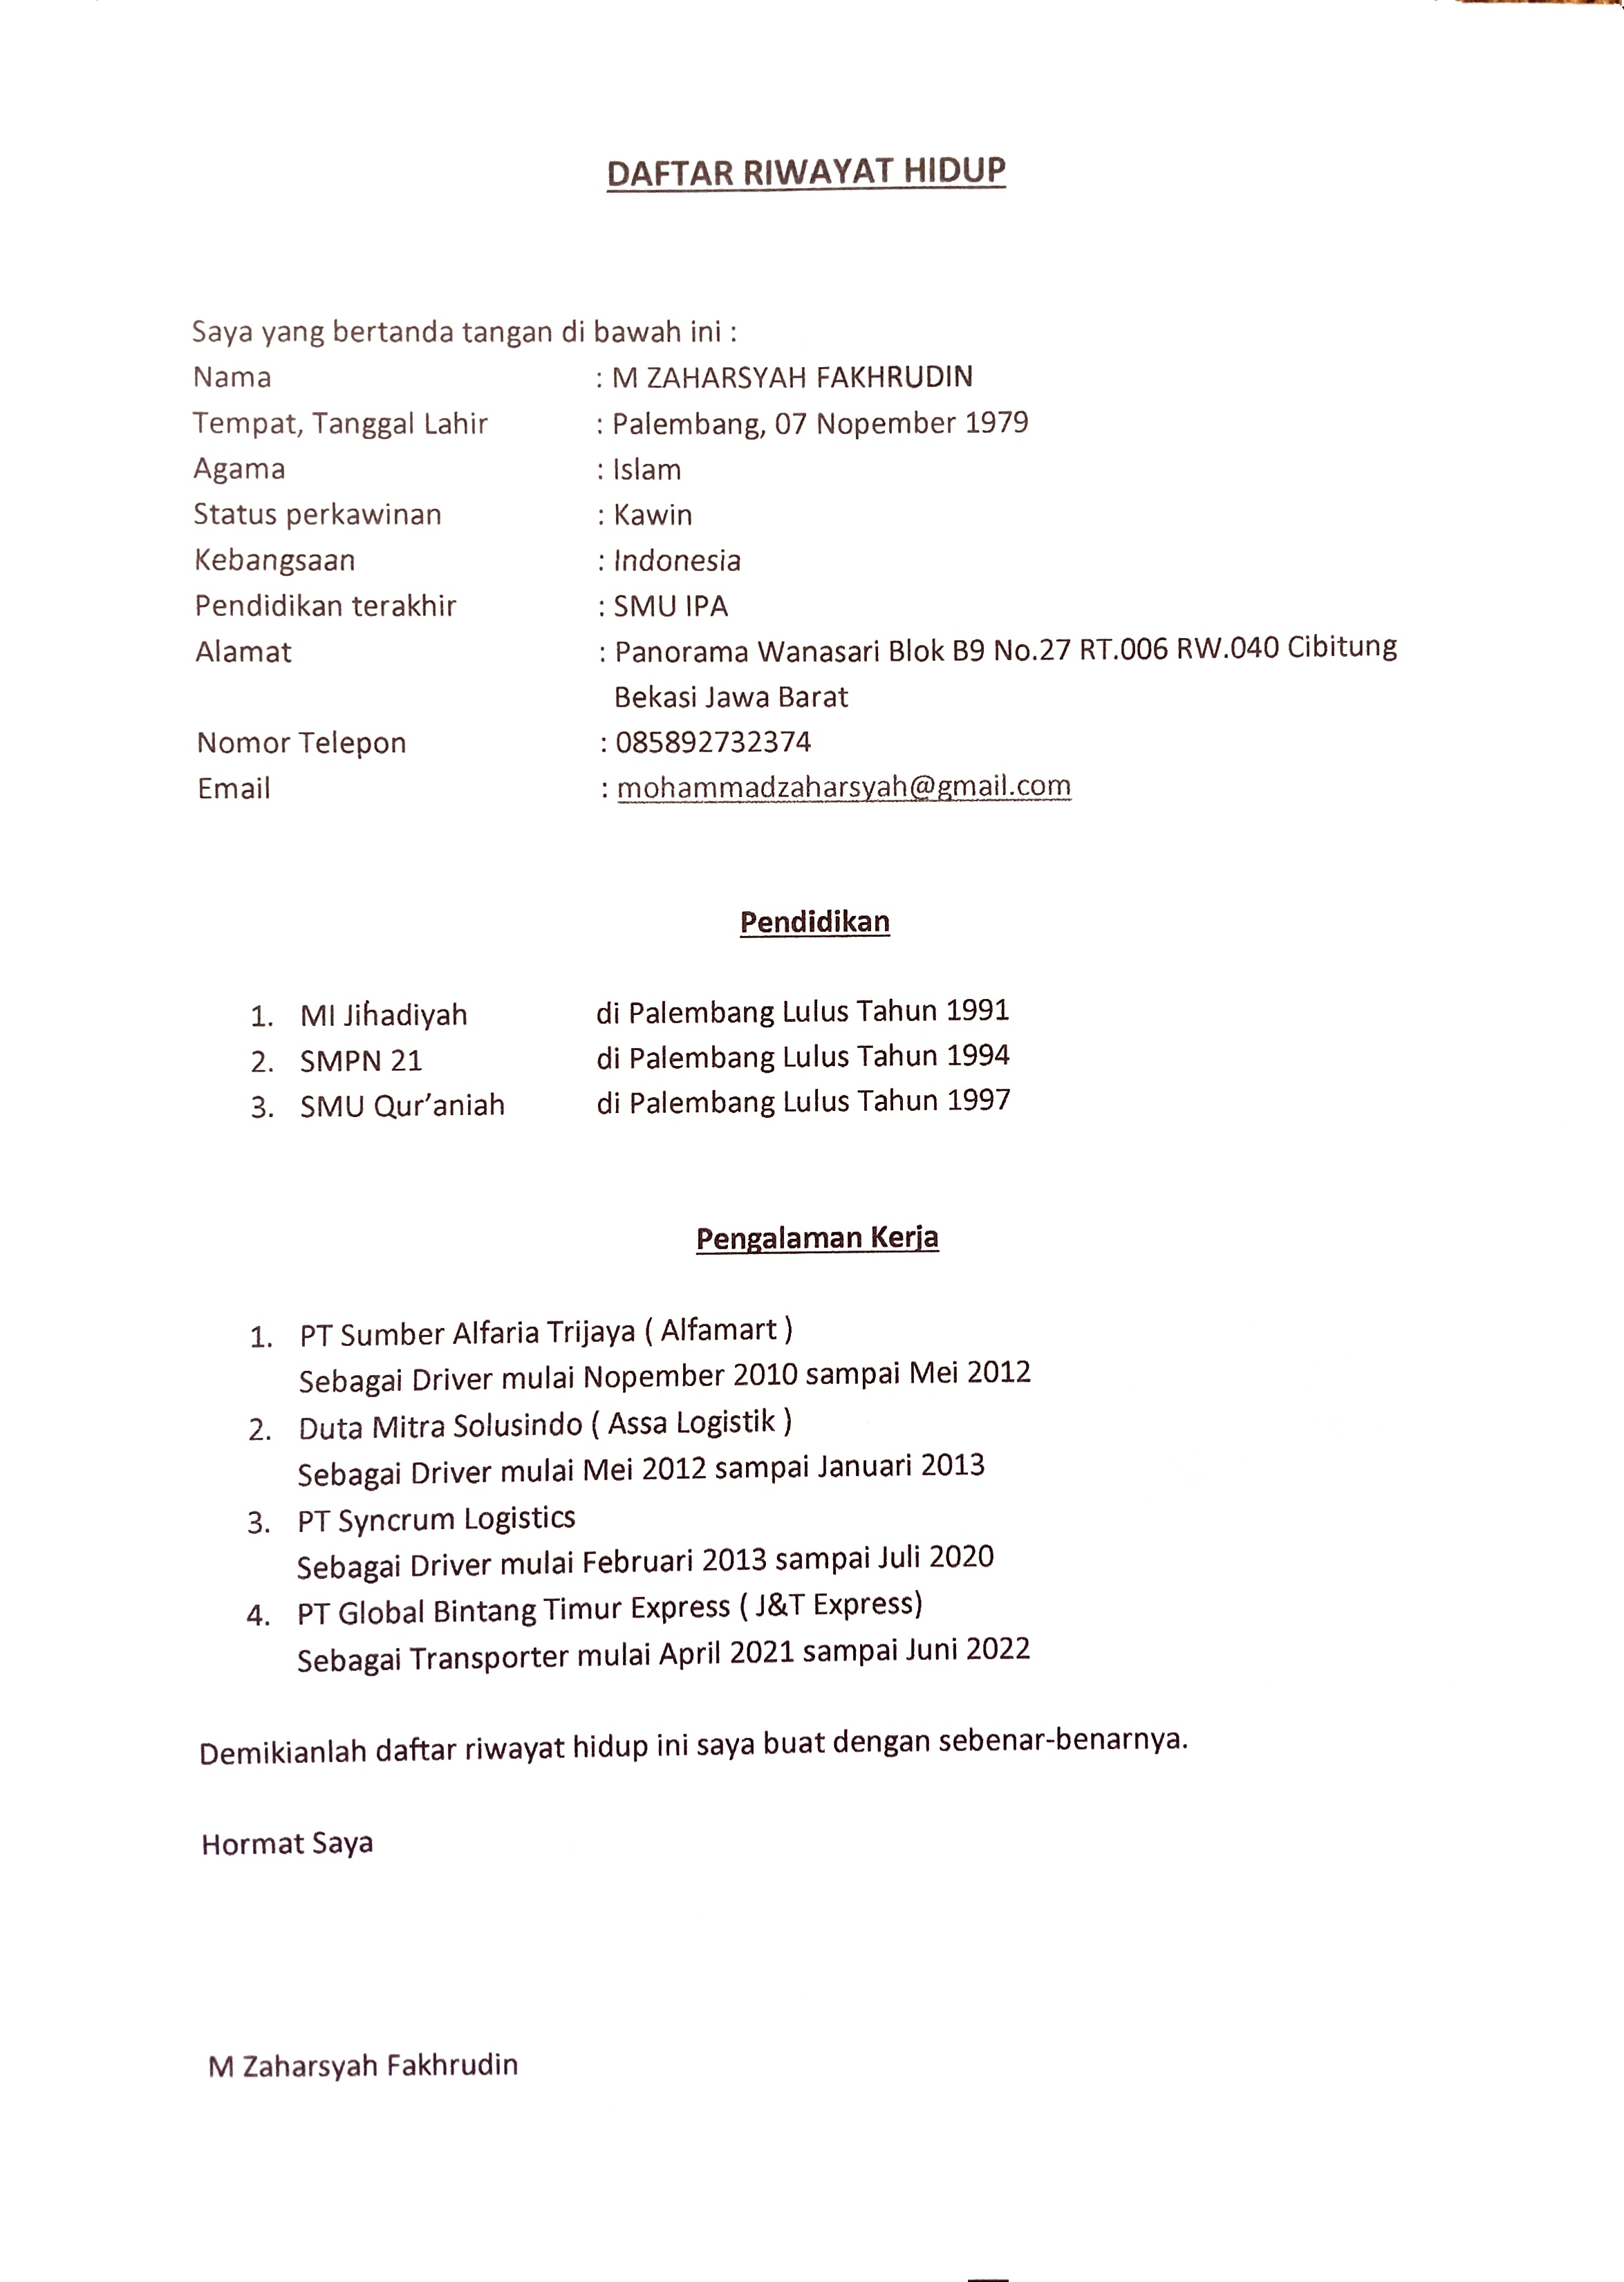 DAFTAR RIWAYAT HIDUP
Saya yang bertanda tangan di bawah ini :
Nama : M ZAHARSYAH FAKHRUDIN
Tempat, Tanggal Lahir : Palembang, 07 Nopember 1979
Agama : Islam
Status perkawinan : Kawin
Kebangsaan : Indonesia
Pendidikan terakhir : SMU IPA
Alamat : Panorama Wanasari Blok B9 No.27 RT.006 RW.040 Cibitung
Bekasi Jawa Barat
Nomor Telepon : 085892732374
Email : mohammadzaharsyah@gmail.com
Pendidikan
1. MI Jihadiyah di Palembang Lulus Tahun 1991
2. SMPN 21 di Palembang Lulus Tahun 1994
3. SMU Qur’aniah di Palembang Lulus Tahun 1997
Pengalaman Kerja
1. PT Sumber Alfaria Trijaya ( Alfamart )
Sebagai Driver mulai Nopember 2010 sampai Mei 2012
2. Duta Mitra Solusindo ( Assa Logistik )
Sebagai Driver mulai Mei 2012 sampai Januari 2013
3. PT Syncrum Logistics
Sebagai Driver mulai Februari 2013 sampai Juli 2020
4. PT Global Bintang Timur Express ( J&T Express)
Sebagai Transporter mulai April 2021 sampai Juni 2022
Demikianlah daftar riwayat hidup ini saya buat dengan sebenar-benarnya.
Hormat Saya
M Zaharsyah Fakhrudin